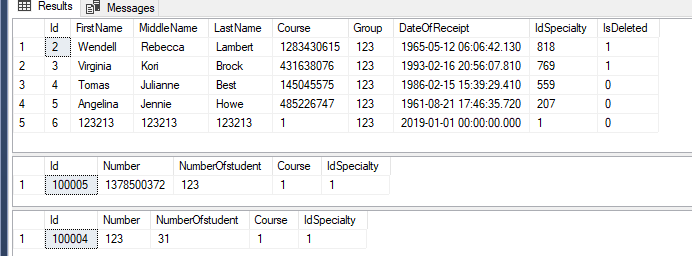 Results Messages
Id FirstName MiddleName LastName Course Group DateOfReceipt IdSpecialty IsDeleted
1 2 Wendell Rebecca Lambert 1283430615 123 1965-05-12 06:06:42.130 818 1
2 3 Virginia Kori Brock 431638076 123 1993-02-16 20:56:07.810 769 1
3 4 Tomas Julianne Best 145045575 123 1986-02-15 15:39:29.410 559 0
4 5 Angelina Jennie Howe 485226747 123 1961-08-21 17:46:35.720 207 0
5 6 123213 123213 123213 1 123 2019-01-01 00:00:00.000 1 0
Id Number NumberOfstudent Course IdSpecialty
1 100005 1378500372 123 1 1
Id Number NumberOfstudent Course IdSpecialty
1 100004 123 31 1 1